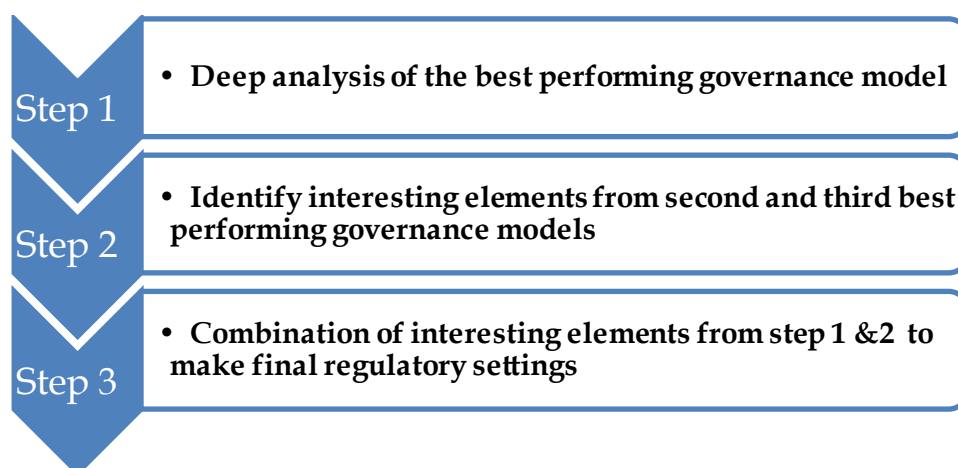 Step 1
• Deep analysis of the best performing governance model
Step 2
• Identify interesting elements from second and third best
performing governance models
Step 3
• Combination of interesting elements from step 1 &2 to
make final regulatory settings